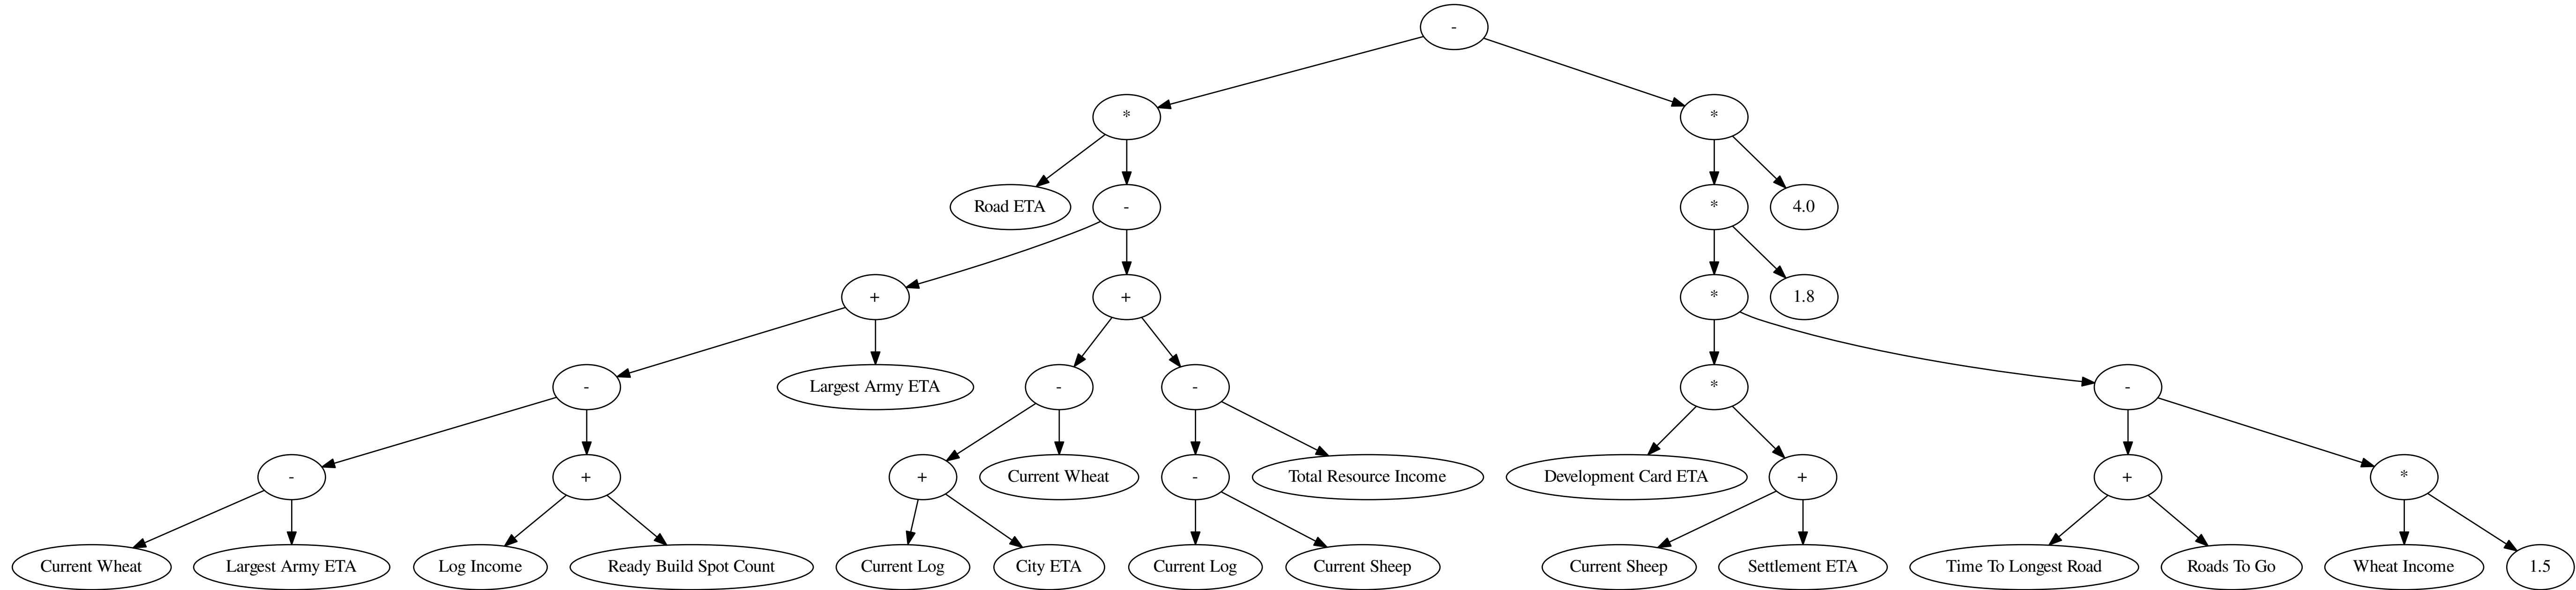 -
* *
Road ETA - * 4.0
+ + * 1.8
- Largest Army ETA - - * -
- + + Current Wheat - Total Resource Income Development Card ETA + + *
Current Wheat Largest Army ETA Log Income Ready Build Spot Count Current Log City ETA Current Log Current Sheep Current Sheep Settlement ETA Time To Longest Road Roads To Go Wheat Income 1.5